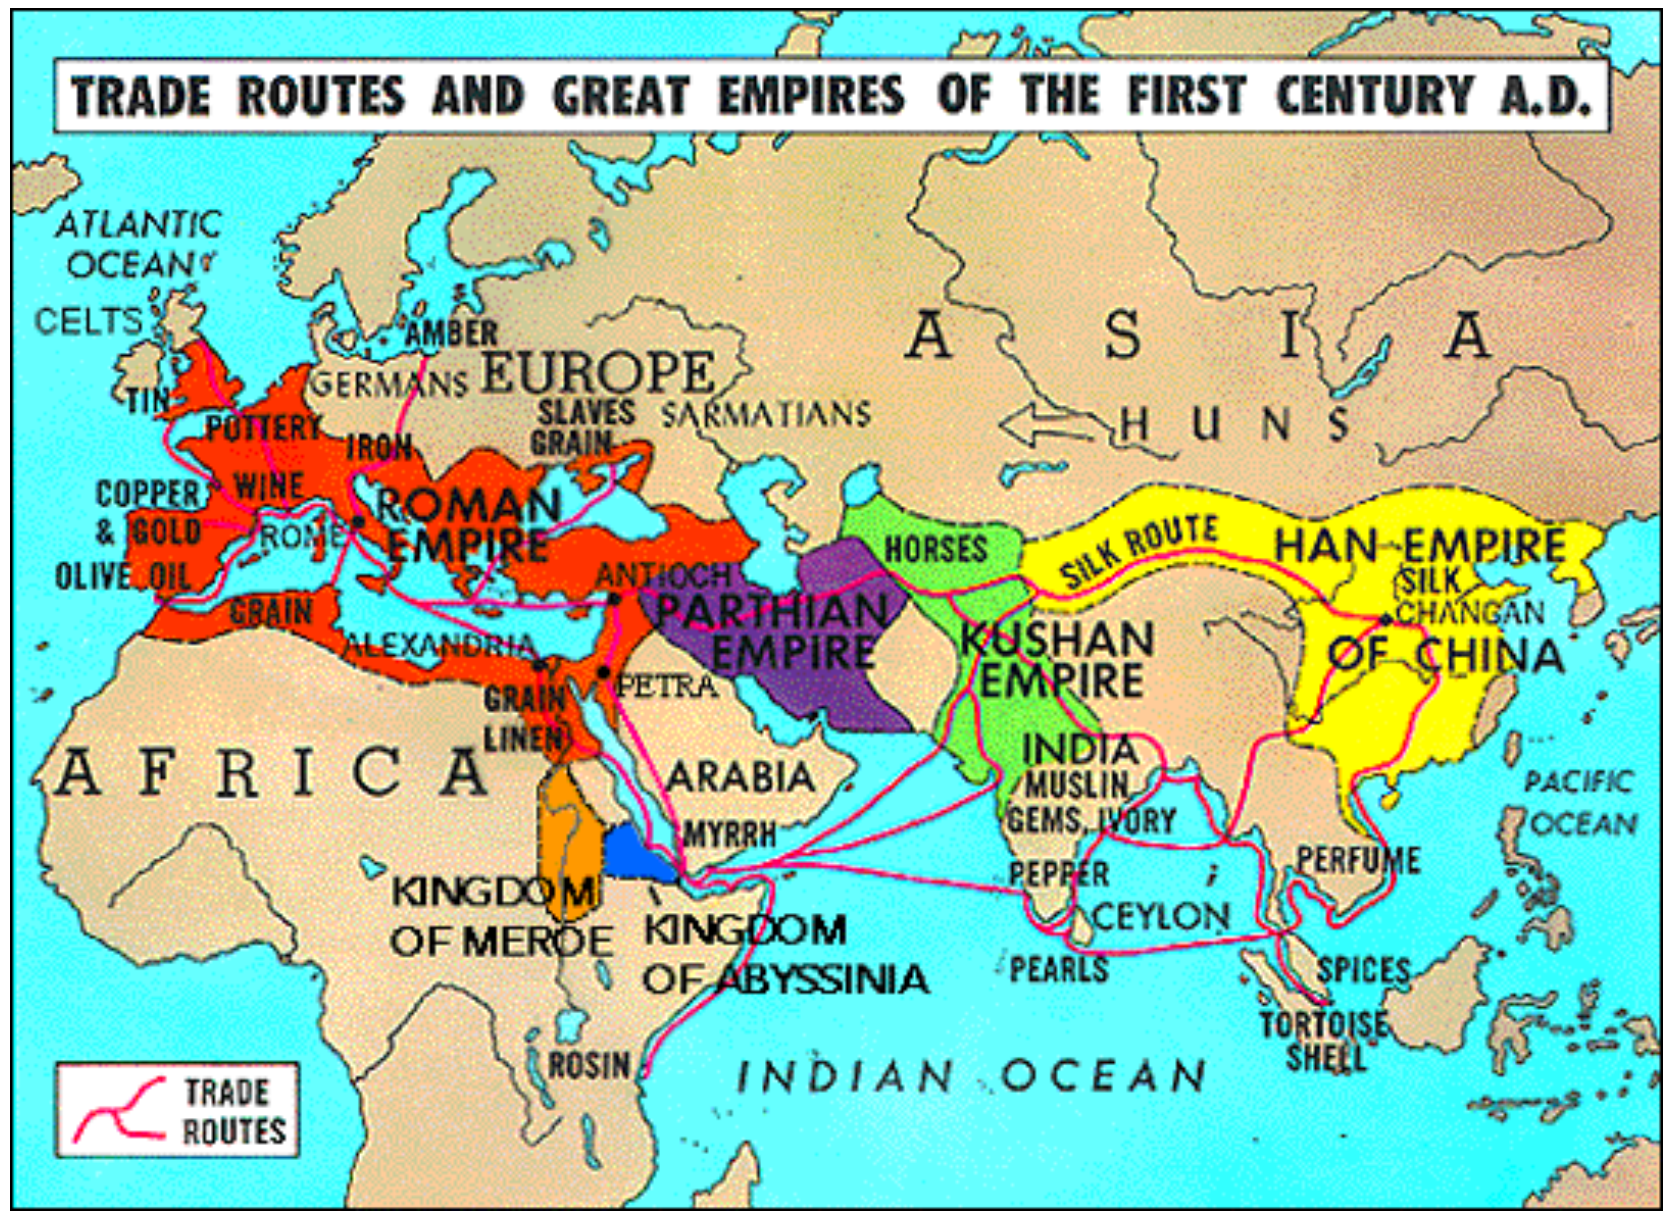 TRADE ROUTES AND GREAT EMPIRES OF THE FIRST CENTURY A.D.
ATLANTIC
OCEAN
CELTS
AMBER
GERMANS
EUROPE
SLAVES
GRAIN
SARMATIANS
ASIA
HUNS
TIN
POTTERY
IRON
WINE
COPPER
& GOLD
OLIVE OIL
ROME
ROMAN
EMPIRE
GRAIN
ALEXANDRIA
ANTIOCH
PETRA
GRAIN
LINEN
PARTHIAN
EMPIRE
HORSES
KUSHAN
EMPIRE
SILK ROUTE
HAN EMPIRE
SILK
CHANGAN
OF CHINA
AFRICA
ARABIA
MYRRH
INDIA
MUSLIN
GEMS, IVORY
PEPPER
CEYLON
PEARLS
PERFUME
PACIFIC
OCEAN
KINGDOM
OF MEROE
KINGDOM
OF ABYSSINIA
SPICES
TORTOISE
SHELL
ROSIN
INDIAN OCEAN
TRADE
ROUTES